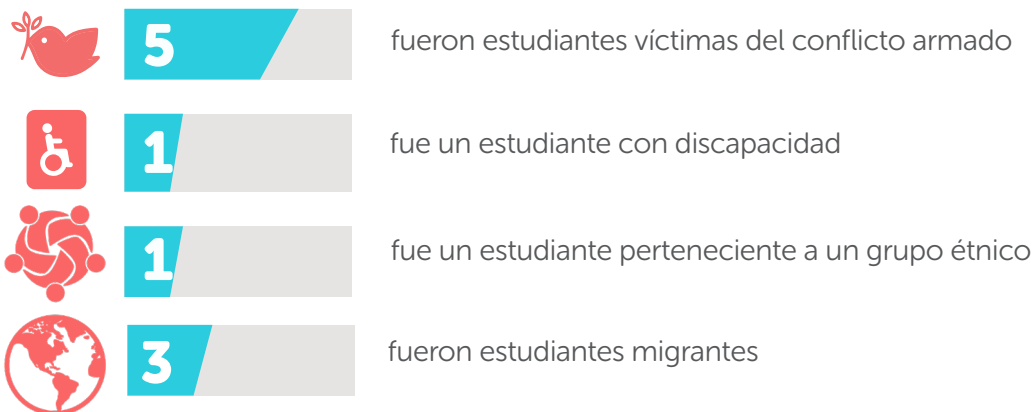 5 fueron estudiantes víctimas del conflicto armado
1 fue un estudiante con discapacidad
1 fue un estudiante perteneciente a un grupo étnico
3 fueron estudiantes migrantes